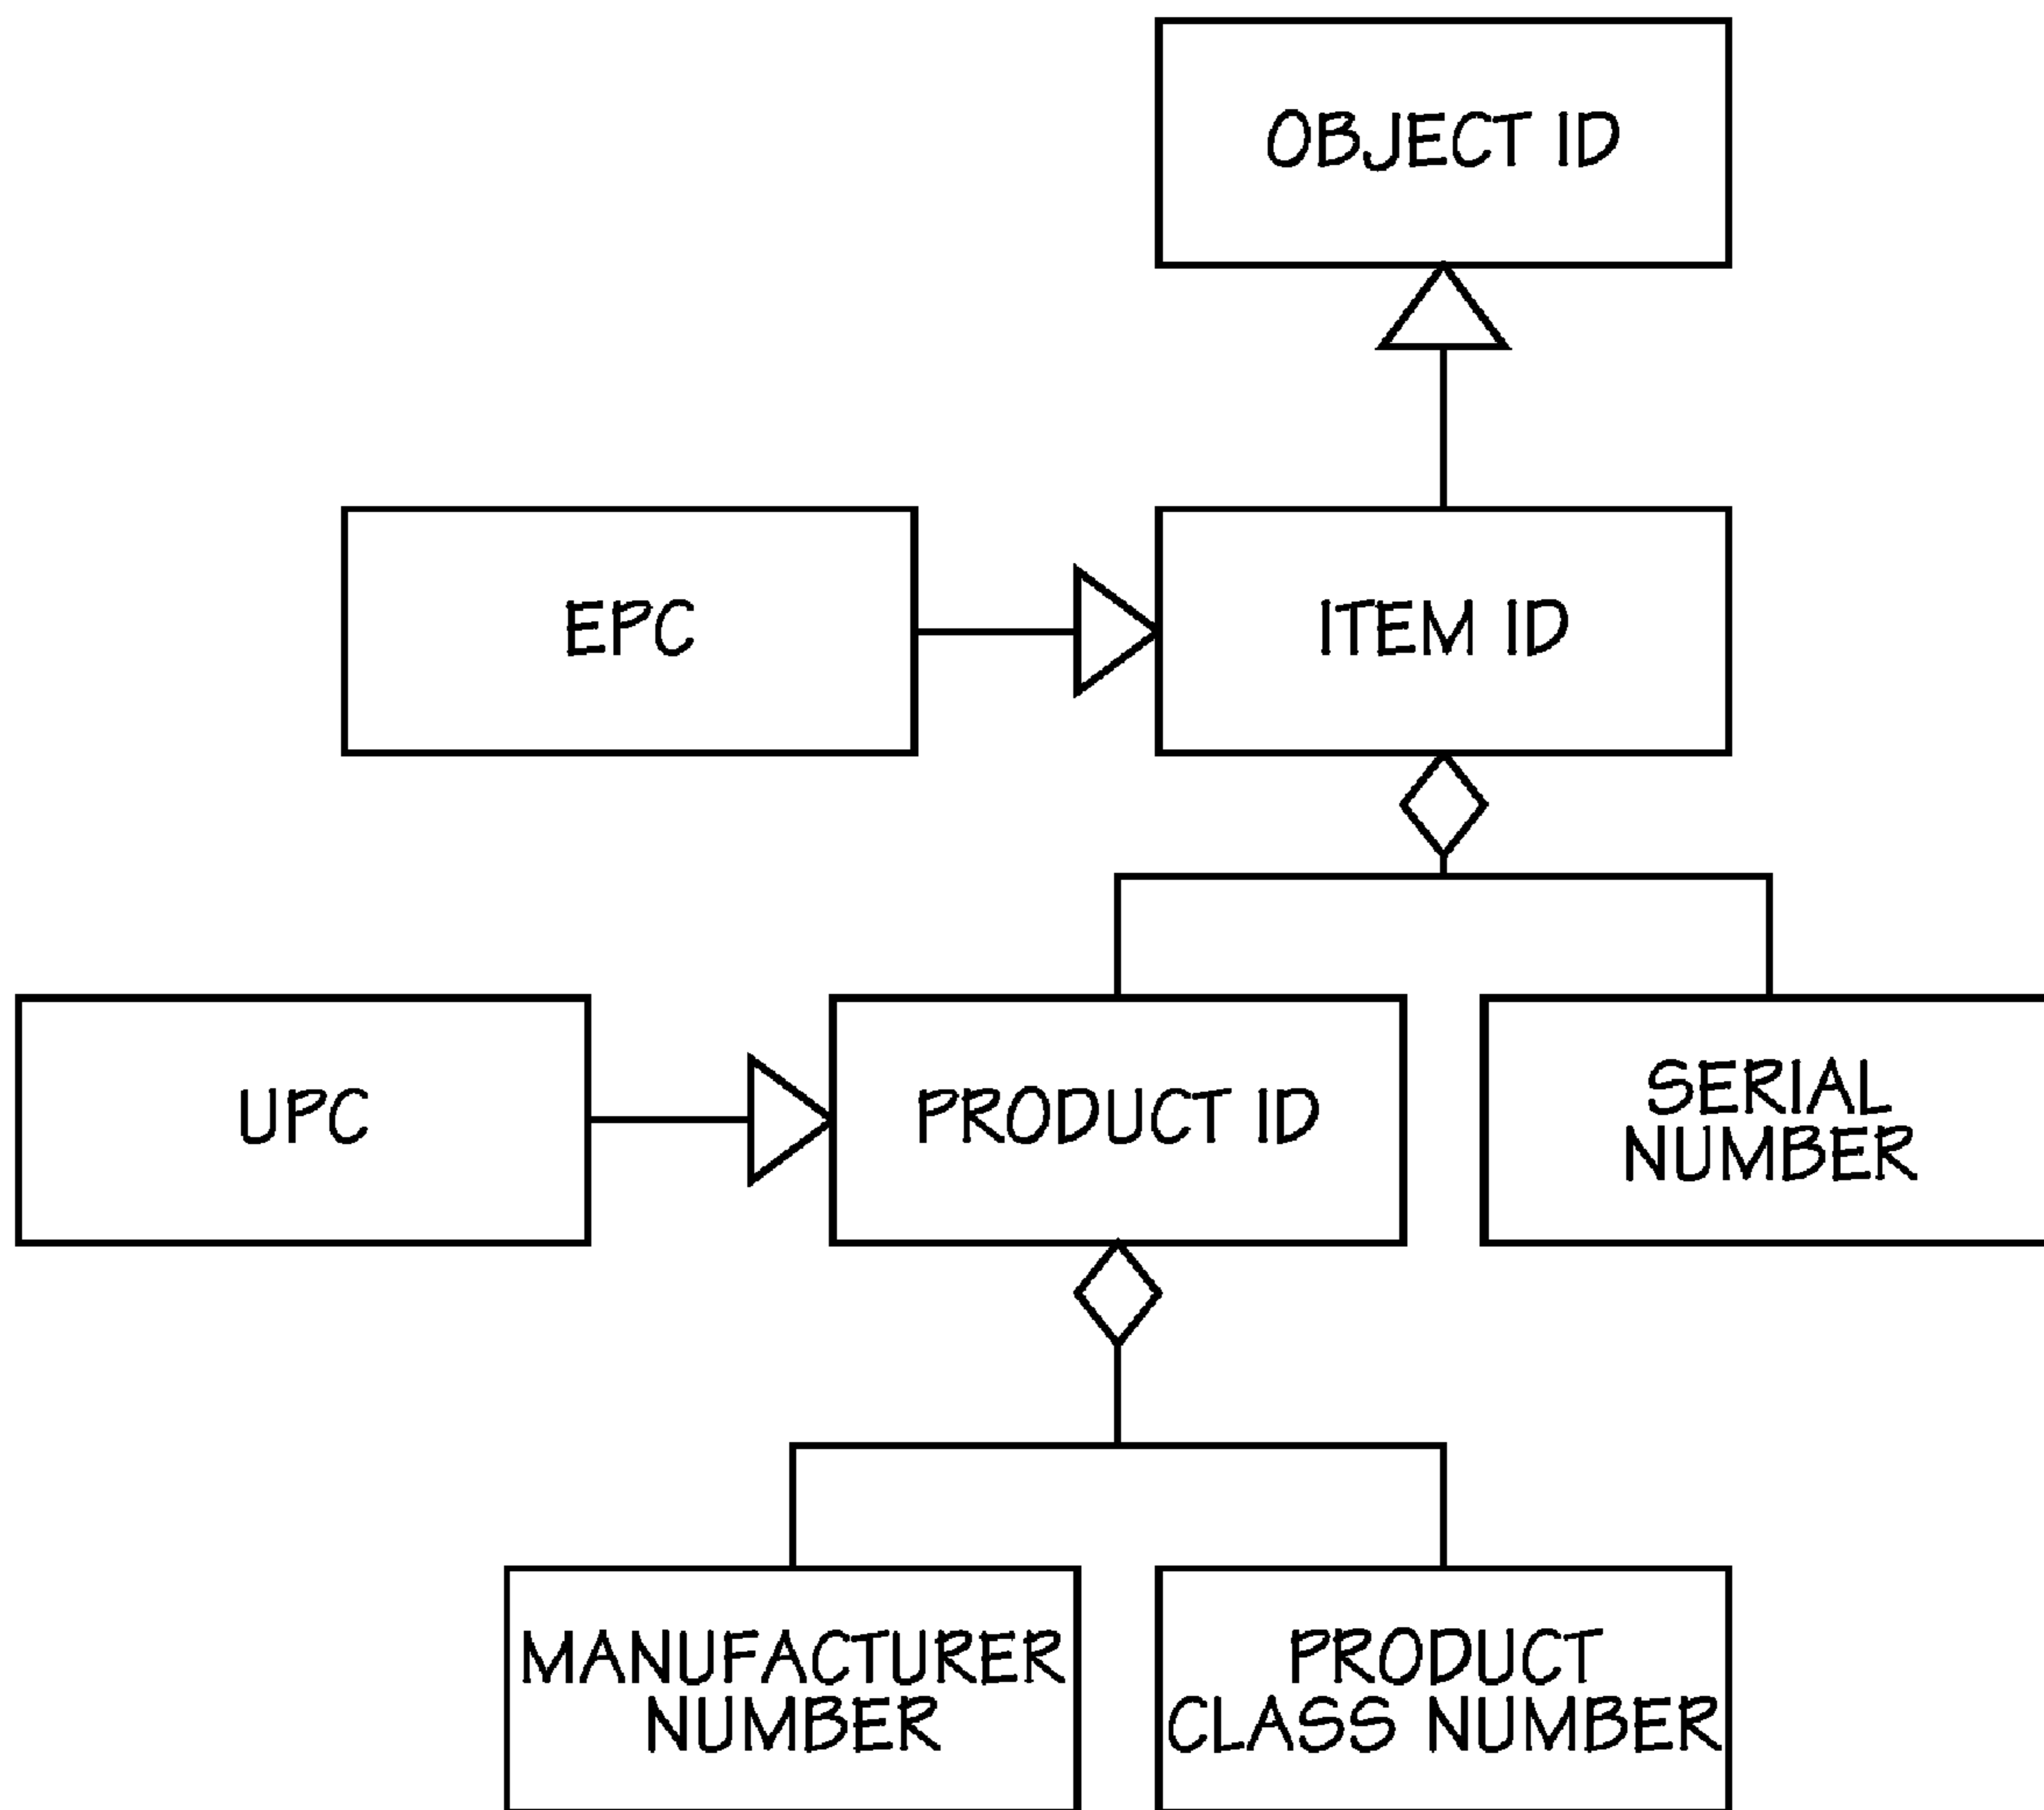 OBJECT ID
EPC
ITEM ID
UPC
PRODUCT ID
SERIAL
NUMBER
MANUFACTURER
NUMBER
PRODUCT
CLASS NUMBER